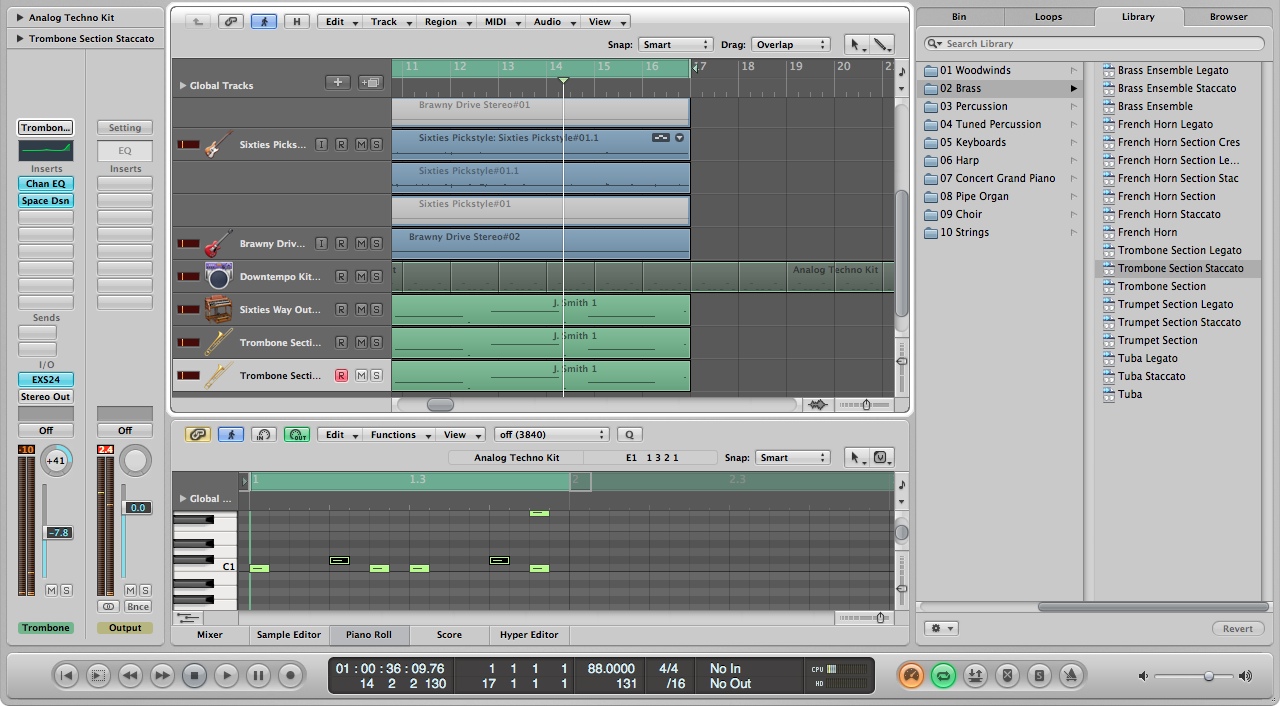 Analog Techno Kit
Trombone Section Staccato
Trombon...
Setting
EQ
Inserts
Inserts
Chan EQ
Space Dsn
Sends
I/O
EXS24
Stereo Out
Off
Off
-10
2.4
+41
0.0
-7.8
M S
M S
Bnce
Trombone
Output
H
Edit
Track
Region
MIDI
Audio
View
Snap: Smart
Drag: Overlap
Global Tracks
11 12 13 14 15 16 17 18 19 20 21
Brawny Drive Stereo#01
Sixties Picks... I R M S
Sixties Pickstyle: Sixties Pickstyle#01.1
Sixties Pickstyle#01.1
Sixties Pickstyle#01
Brawny Driv... I R M S
Brawny Drive Stereo#02
Downtempo Kit... R M S
t
Analog Techno Kit
Sixties Way Out... R M S
J. Smith 1
Trombone Secti... R M S
J. Smith 1
Trombone Secti... R M S
J. Smith 1
IN
OUT
Edit
Functions
View
off (3840)
Q
Analog Techno Kit
E1 1 3 2 1
Snap: Smart
Global ...
1 1.3 2 2.3
C1
Mixer
Sample Editor
Piano Roll
Score
Hyper Editor
Bin
Loops
Library
Browser
Search Library
01 Woodwinds
02 Brass
03 Percussion
04 Tuned Percussion
05 Keyboards
06 Harp
07 Concert Grand Piano
08 Pipe Organ
09 Choir
10 Strings
Brass Ensemble Legato
Brass Ensemble Staccato
Brass Ensemble
French Horn Legato
French Horn Section Cres
French Horn Section Le...
French Horn Section Stac
French Horn Section
French Horn Staccato
French Horn
Trombone Section Legato
Trombone Section Staccato
Trombone Section
Trumpet Section Legato
Trumpet Section Staccato
Trumpet Section
Tuba Legato
Tuba Staccato
Tuba
Revert
01 : 00 : 36 : 09.76
14 2 2 130
1 1 1 1
17 1 1 1
88.0000
131
4/4
/16
No In
No Out
CPU
HD
S